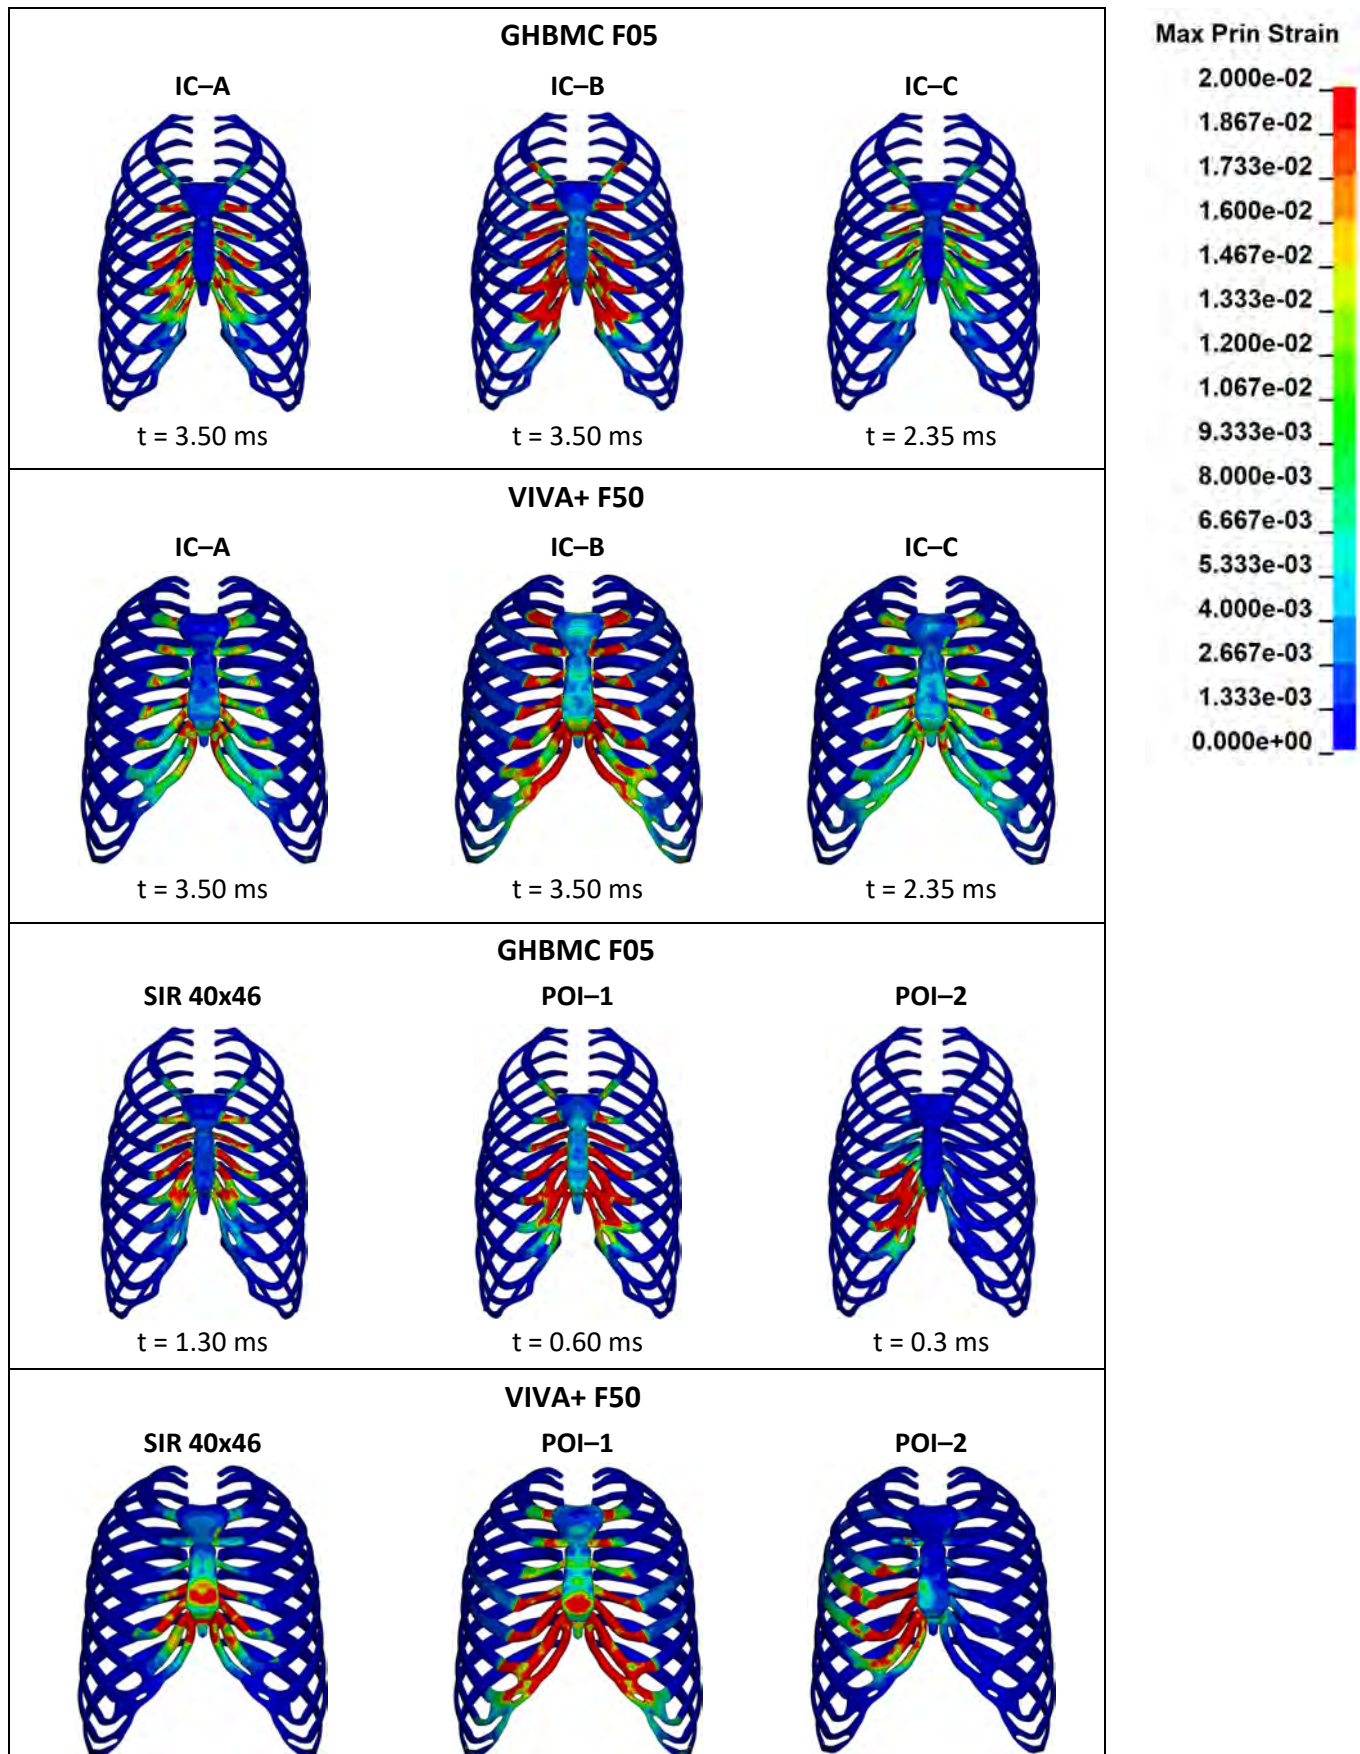 GHBMC F05
IC–A IC–B IC–C
t = 3.50 ms t = 3.50 ms t = 2.35 ms
VIVA+ F50
IC–A IC–B IC–C
t = 3.50 ms t = 3.50 ms t = 2.35 ms
GHBMC F05
SIR 40x46 POI–1 POI–2
t = 1.30 ms t = 0.60 ms t = 0.3 ms
VIVA+ F50
SIR 40x46 POI–1 POI–2
Max Prin Strain
2.000e-02
1.867e-02
1.733e-02
1.600e-02
1.467e-02
1.333e-02
1.200e-02
1.067e-02
9.333e-03
8.000e-03
6.667e-03
5.333e-03
4.000e-03
2.667e-03
1.333e-03
0.000e+00